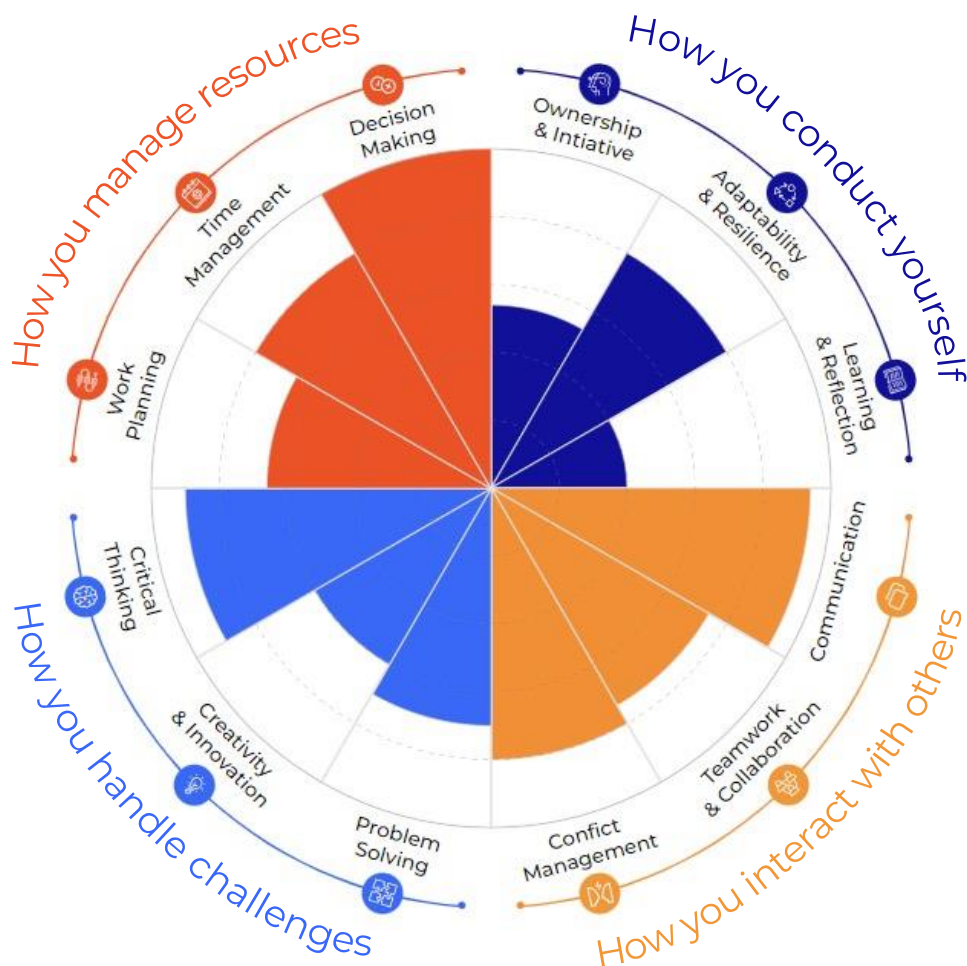 How you manage resources
Decision
Making
Time
Management
Work
Planning
How you conduct yourself
Ownership
& Intiative
Adaptability
& Resilience
Learning
& Reflection
How you interact with others
Communication
Teamwork
& Collaboration
Confict
Management
How you handle challenges
Critical
Thinking
Creativity
& Innovation
Problem
Solving